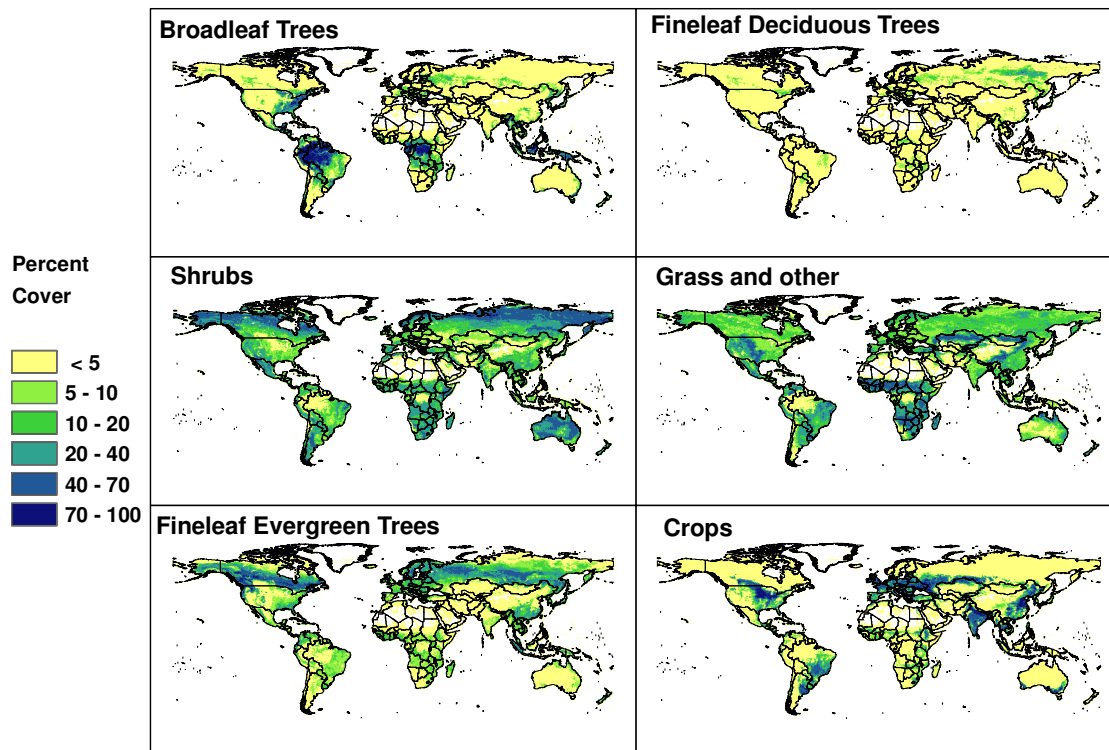 Broadleaf Trees
Fineleaf Deciduous Trees
Shrubs
Grass and other
Fineleaf Evergreen Trees
Crops
Percent
Cover
< 5
5 - 10
10 - 20
20 - 40
40 - 70
70 - 100